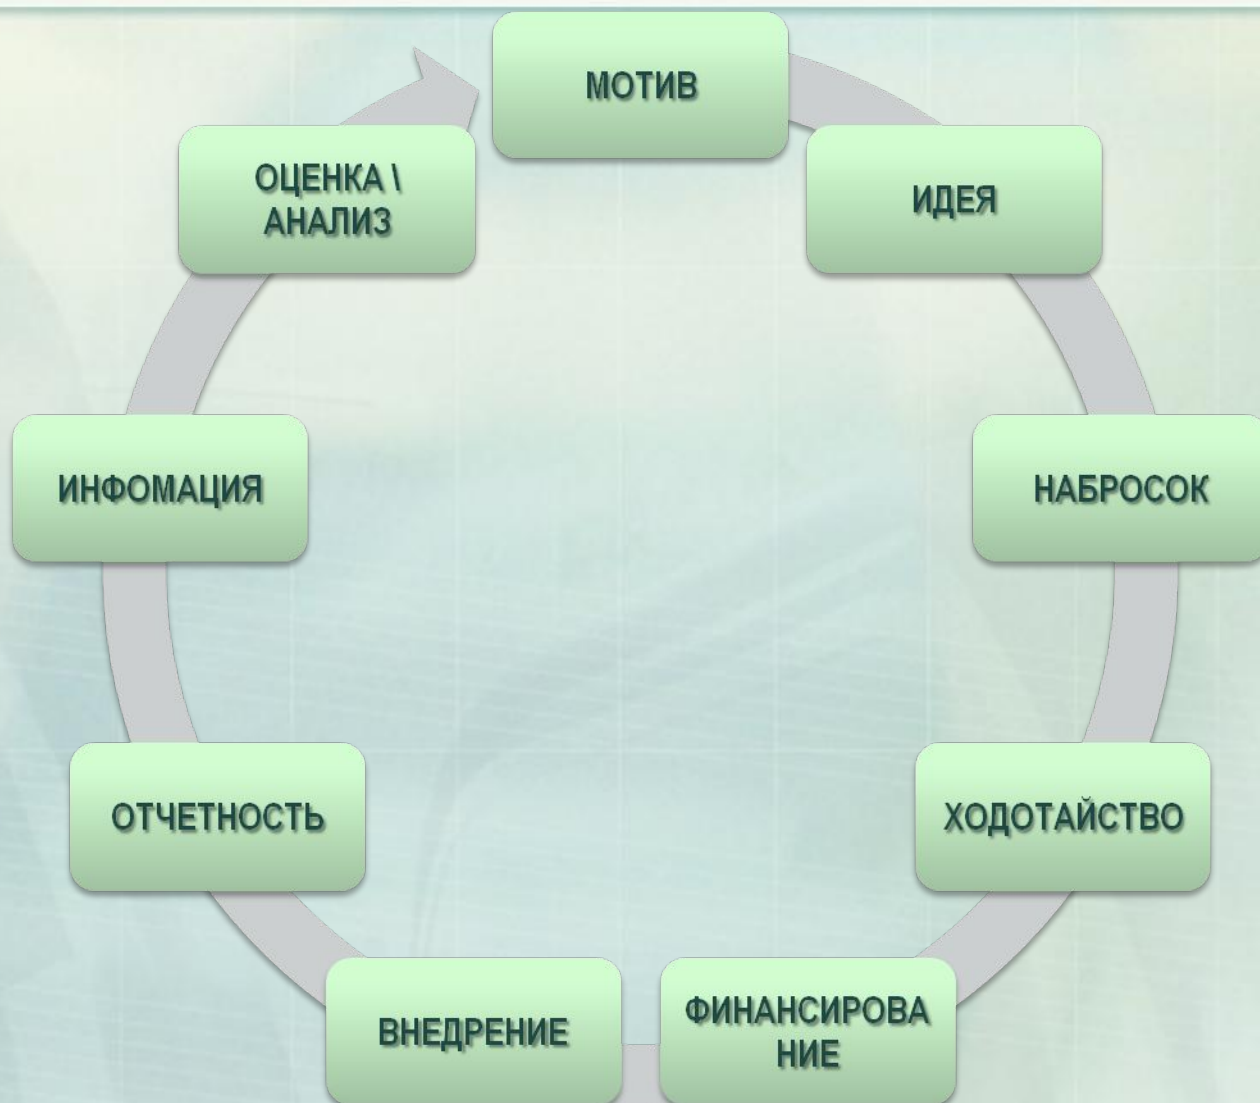 МОТИВ
ИДЕЯ
НАБРОСОК
ХОДОТАЙСТВО
ФИНАНСИРОВА
НИЕ
ВНЕДРЕНИЕ
ОТЧЕТНОСТЬ
ИНФОМАЦИЯ
ОЦЕНКА \
АНАЛИЗ